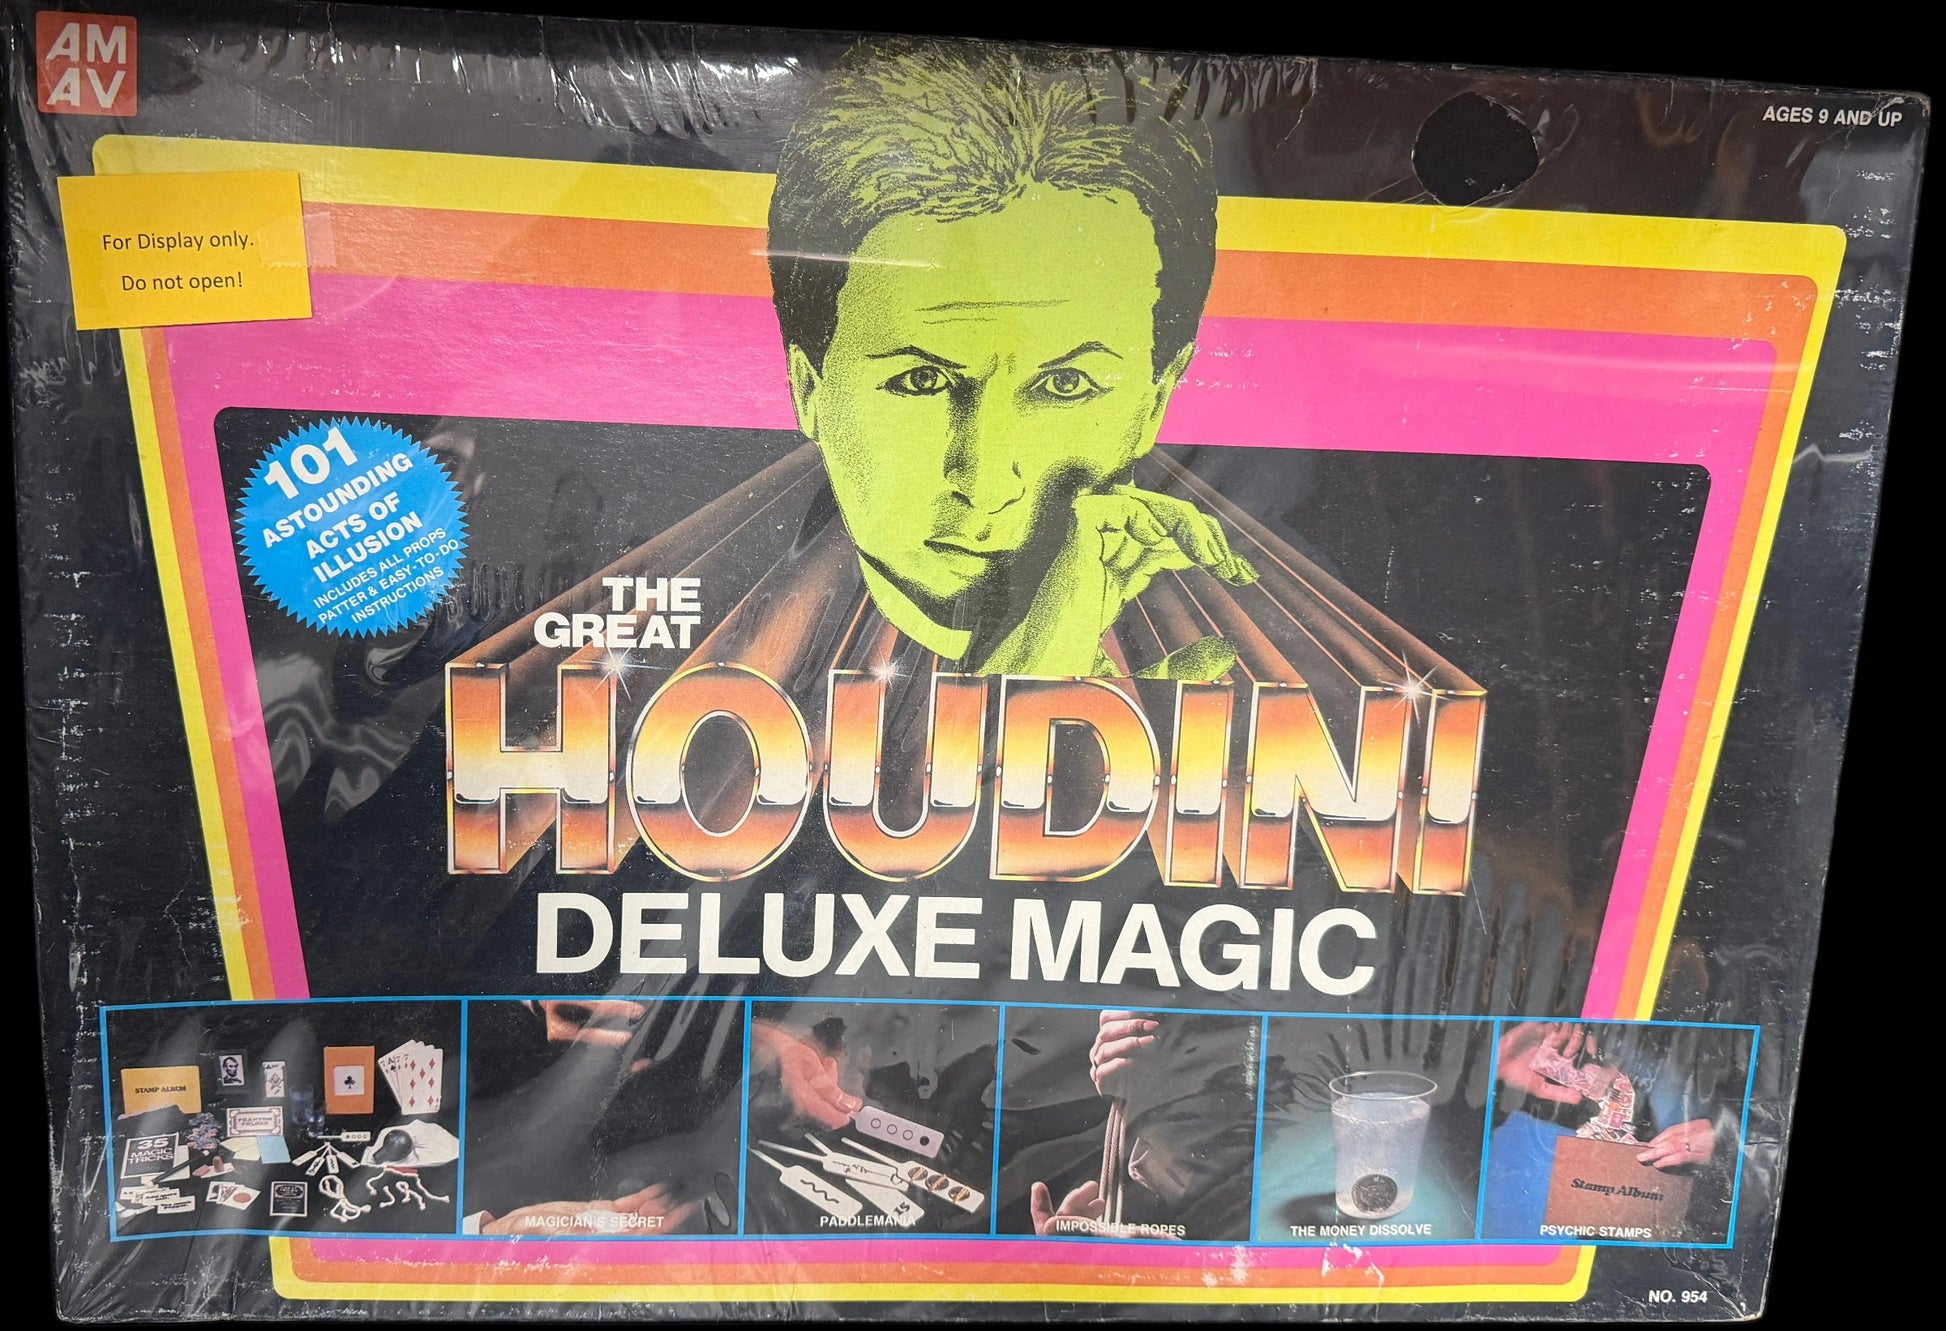 AM
AV
AGES 9 AND UP
For Display only.
Do not open!
101
ASTOUNDING
ACTS OF
ILLUSION
INCLUDES ALL PROPS
PATTER & EASY-TO-DO
INSTRUCTIONS
THE
GREAT
HOUDINI
DELUXE MAGIC
STAMP ALBUM
PHANTOM
FOLDER
35
MAGIC
TRICKS
MAGICIAN'S SECRET
PADDLEMANIA
IMPOSSIBLE ROPES
THE MONEY DISSOLVE
Stamp Album
PSYCHIC STAMPS
NO. 954